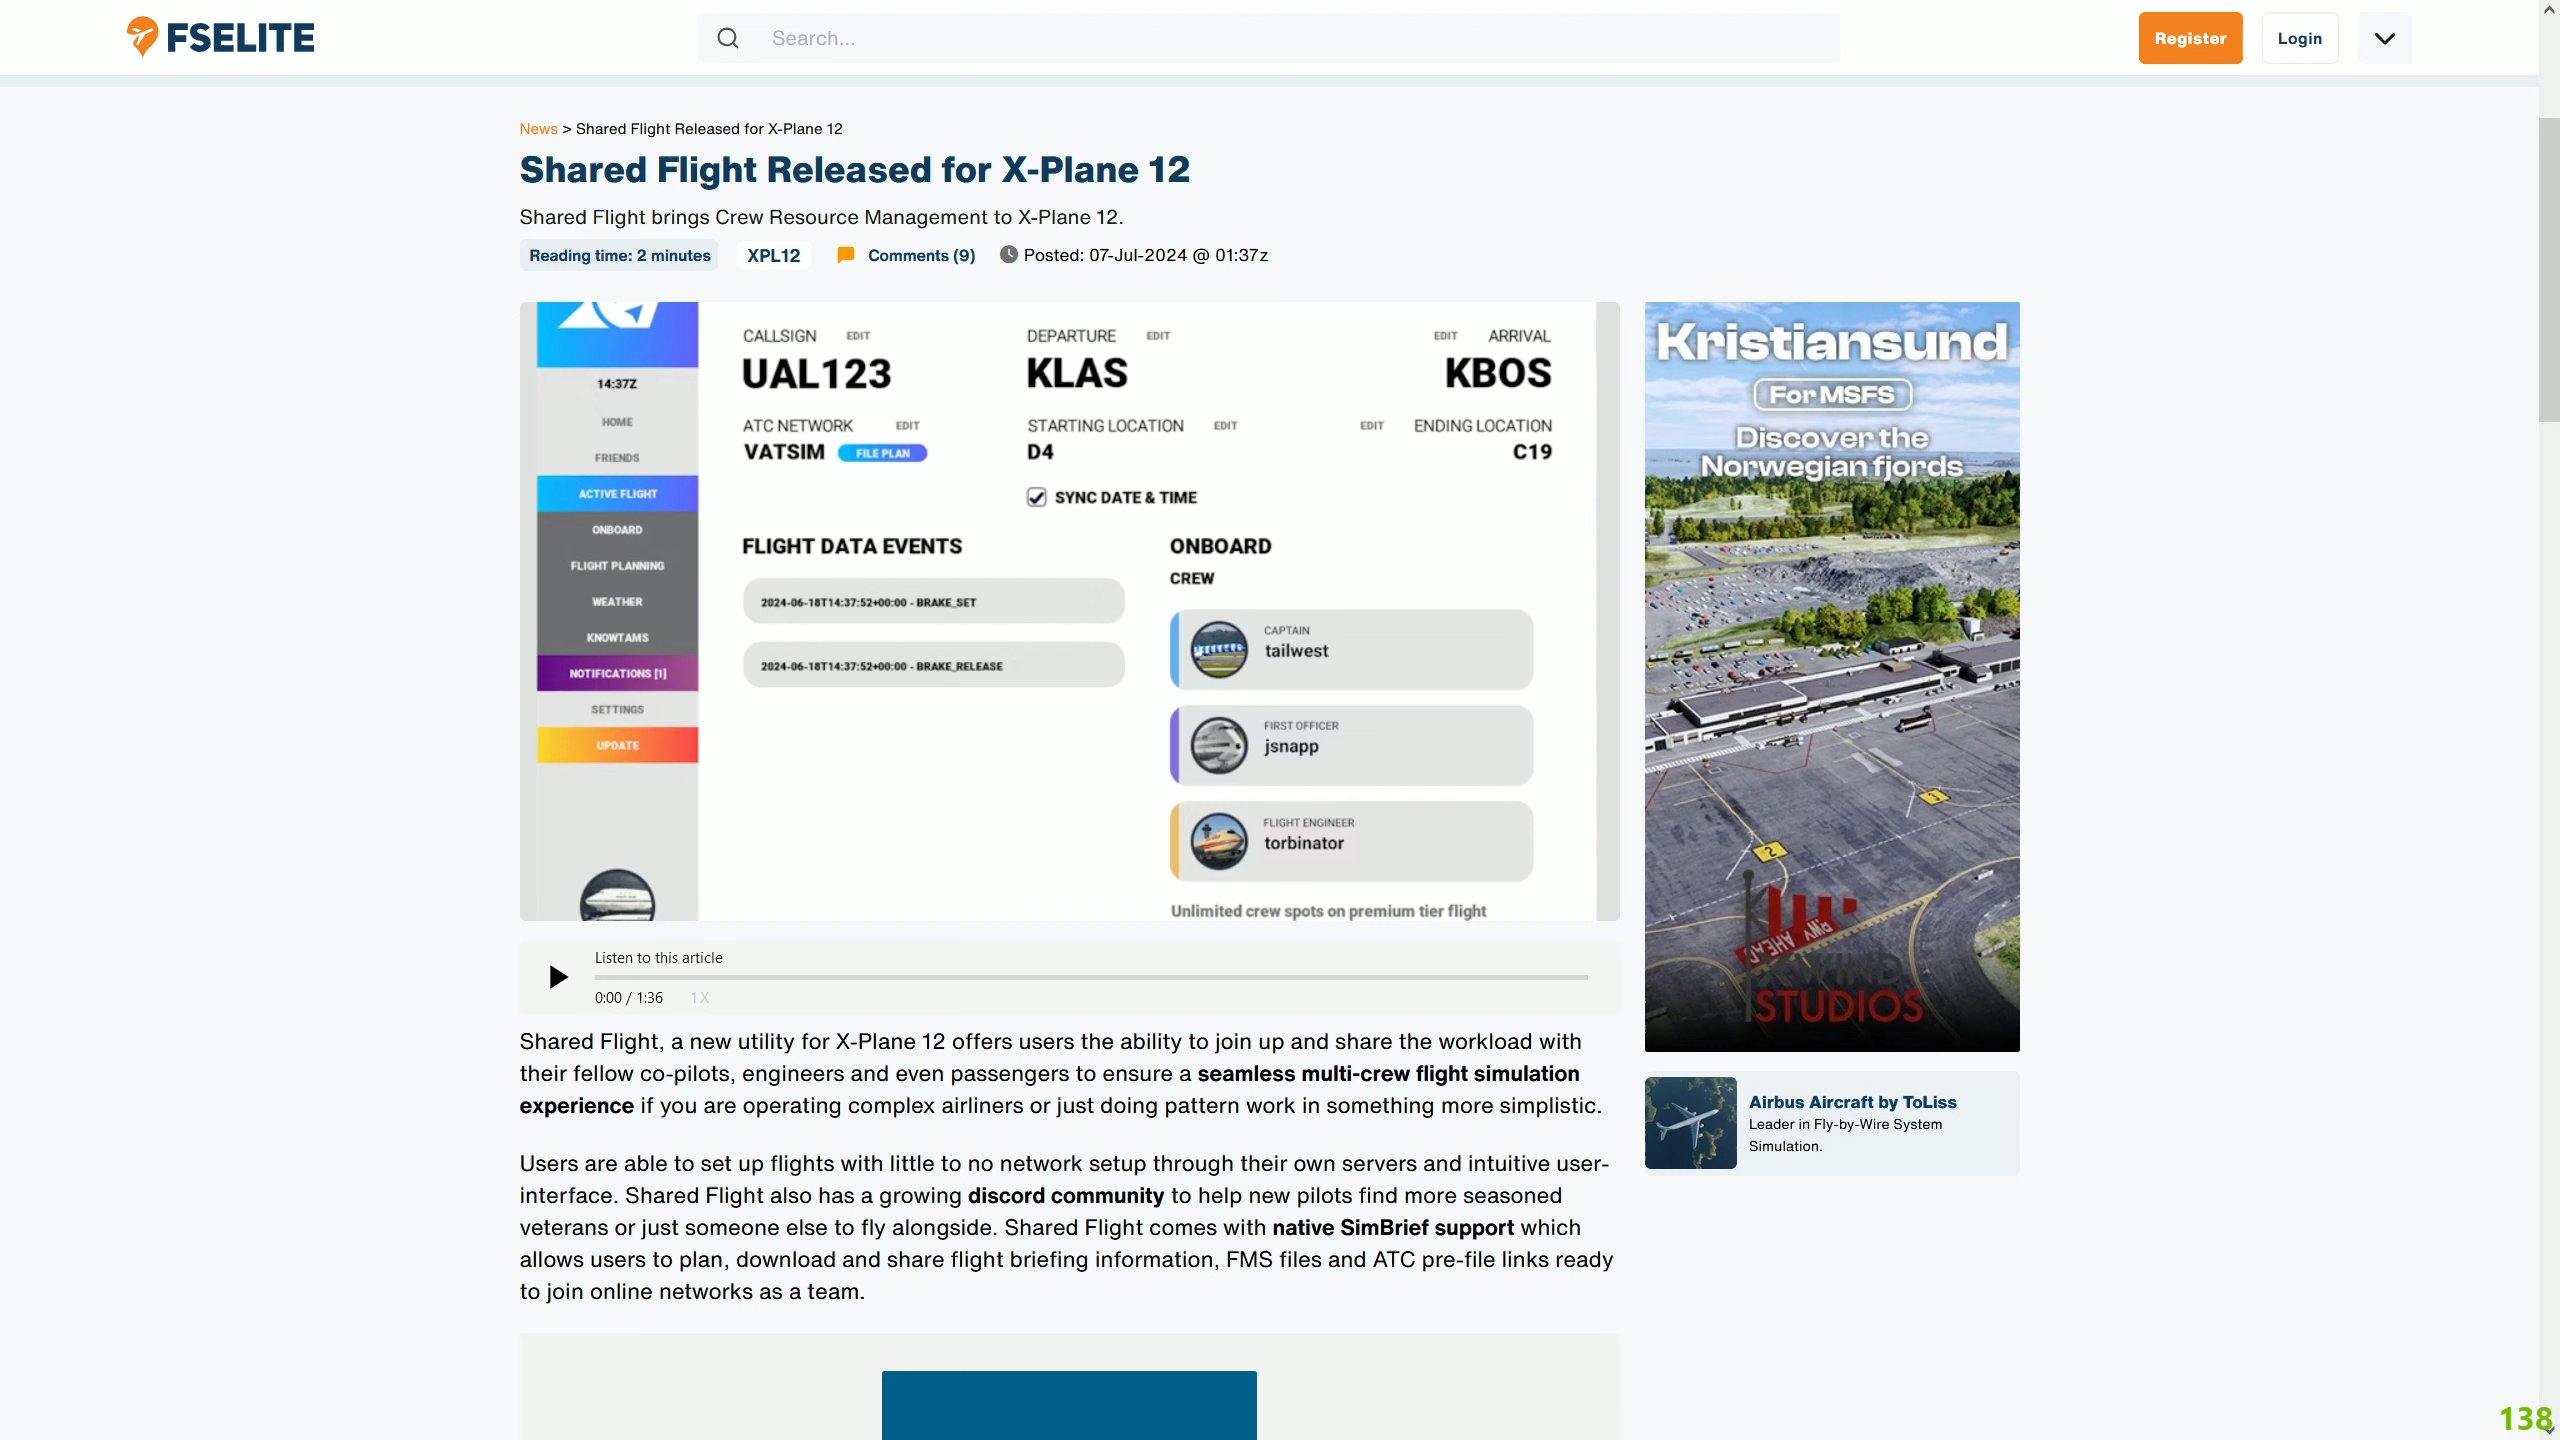 FSELITE
Search...
Register
Login
News > Shared Flight Released for X-Plane 12
Shared Flight Released for X-Plane 12
Shared Flight brings Crew Resource Management to X-Plane 12.
Reading time: 2 minutes
XPL12
Comments (9)
Posted: 07-Jul-2024 @ 01:37z
14:37Z
HOME
FRIENDS
ACTIVE FLIGHT
ONBOARD
FLIGHT PLANNING
WEATHER
KNOWTAMS
NOTIFICATIONS [1]
SETTINGS
UPDATE
CALLSIGN EDIT
UAL123
DEPARTURE EDIT
KLAS
EDIT ARRIVAL
KBOS
ATC NETWORK EDIT
VATSIM FILE PLAN
STARTING LOCATION EDIT
D4
EDIT ENDING LOCATION
C19
SYNC DATE & TIME
FLIGHT DATA EVENTS
2024-06-18T14:37:52+00:00 - BRAKE_SET
2024-06-18T14:37:52+00:00 - BRAKE_RELEASE
ONBOARD
CREW
CAPTAIN
tailwest
FIRST OFFICER
jsnapp
FLIGHT ENGINEER
torbinator
Unlimited crew spots on premium tier flight
Kristiansund
For MSFS
Discover the
Norwegian fjords
2
RWY AHEAD
STUDIOS
Listen to this article
0:00 / 1:36 1X
Shared Flight, a new utility for X-Plane 12 offers users the ability to join up and share the workload with
their fellow co-pilots, engineers and even passengers to ensure a seamless multi-crew flight simulation
experience if you are operating complex airliners or just doing pattern work in something more simplistic.
Airbus Aircraft by ToLiss
Leader in Fly-by-Wire System
Simulation.
Users are able to set up flights with little to no network setup through their own servers and intuitive user-
interface. Shared Flight also has a growing discord community to help new pilots find more seasoned
veterans or just someone else to fly alongside. Shared Flight comes with native SimBrief support which
allows users to plan, download and share flight briefing information, FMS files and ATC pre-file links ready
to join online networks as a team.
138